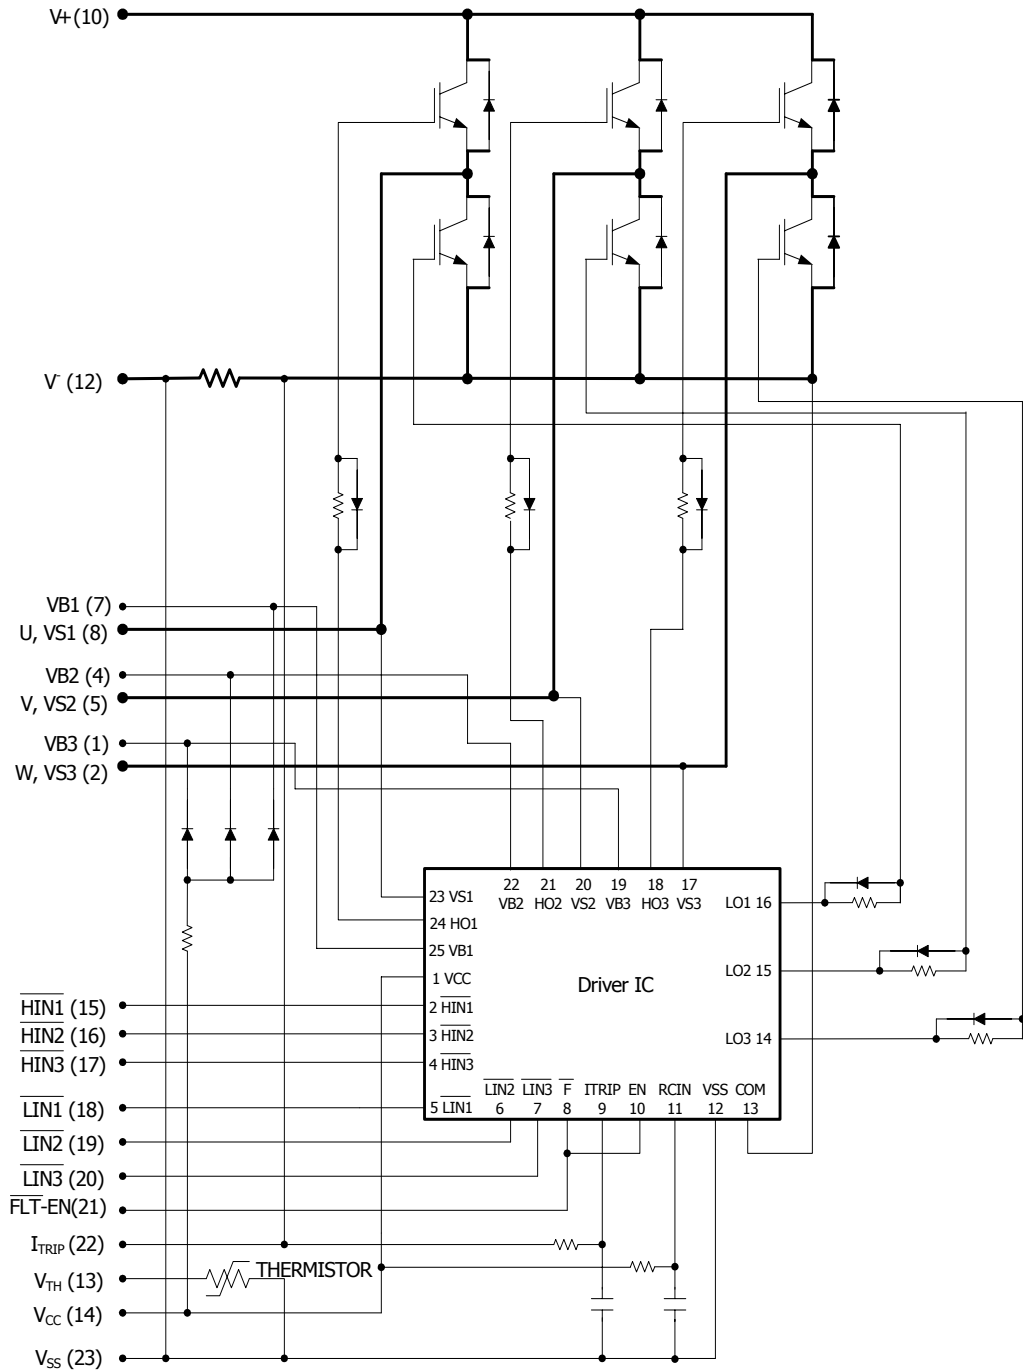 V+ (10)
V- (12)
VB1 (7)
U, VS1 (8)
VB2 (4)
V, VS2 (5)
VB3 (1)
W, VS3 (2)
22 21 20 19 18 17
VB2 HO2 VS2 VB3 HO3 VS3
23 VS1
24 HO1
25 VB1
1 VCC
2 HIN1
3 HIN2
4 HIN3
5 LIN1
LO1 16
LO2 15
LO3 14
Driver IC
LIN2 LIN3 F ITRIP EN RCIN VSS COM
6 7 8 9 10 11 12 13
HIN1 (15)
HIN2 (16)
HIN3 (17)
LIN1 (18)
LIN2 (19)
LIN3 (20)
FLT-EN(21)
ITRIP (22)
VTH (13)
THERMISTOR
VCC (14)
VSS (23)